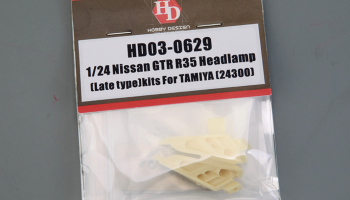 HD
HOBBY DESIGN
HD03-0629
1/24 Nissan GTR R35 Headlamp
(Late type)kits For TAMIYA (24300)